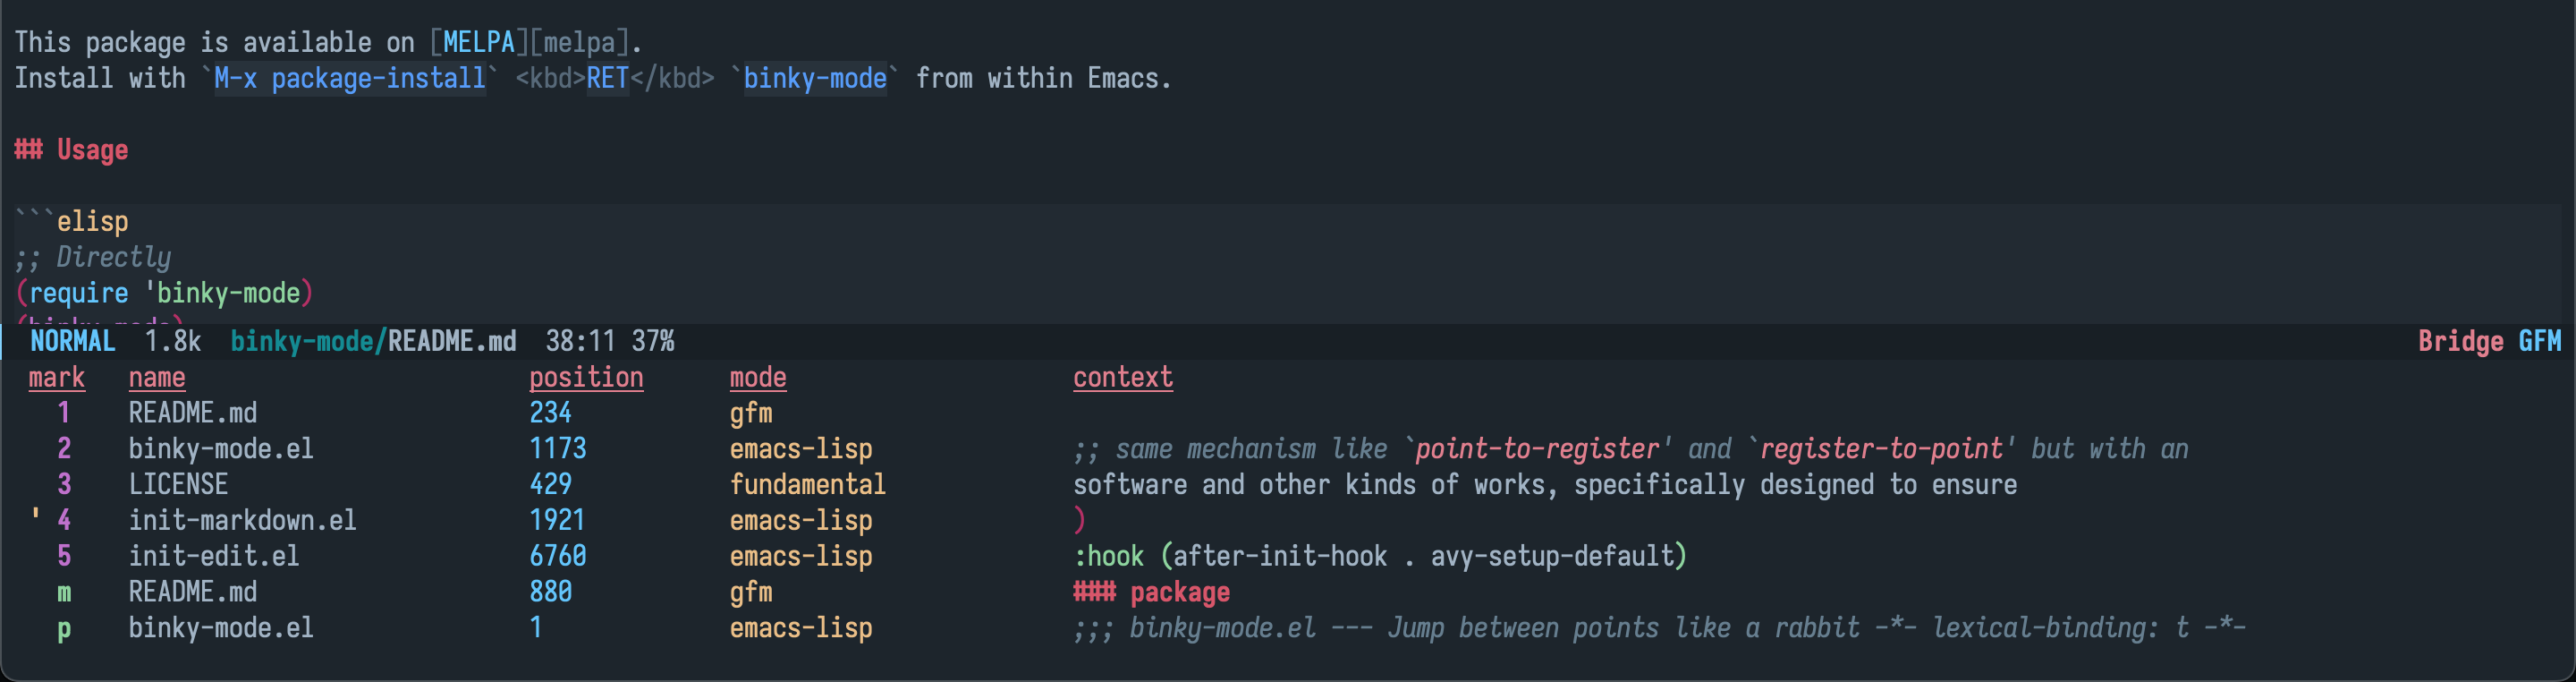 This package is available on [MELPA][melpa].
Install with `M-x package-install` <kbd>RET</kbd> `binky-mode` from within Emacs.
## Usage
```elisp
;; Directly
(require 'binky-mode)
(binky-mode)
NORMAL 1.8k binky-mode/README.md 38:11 37% Bridge GFM
mark name position mode context
1 README.md 234 gfm
2 binky-mode.el 1173 emacs-lisp ;; same mechanism like `point-to-register' and `register-to-point' but with an
3 LICENSE 429 fundamental software and other kinds of works, specifically designed to ensure
' 4 init-markdown.el 1921 emacs-lisp )
5 init-edit.el 6760 emacs-lisp :hook (after-init-hook . avy-setup-default)
m README.md 880 gfm ### package
p binky-mode.el 1 emacs-lisp ;;; binky-mode.el --- Jump between points like a rabbit -*- lexical-binding: t -*-